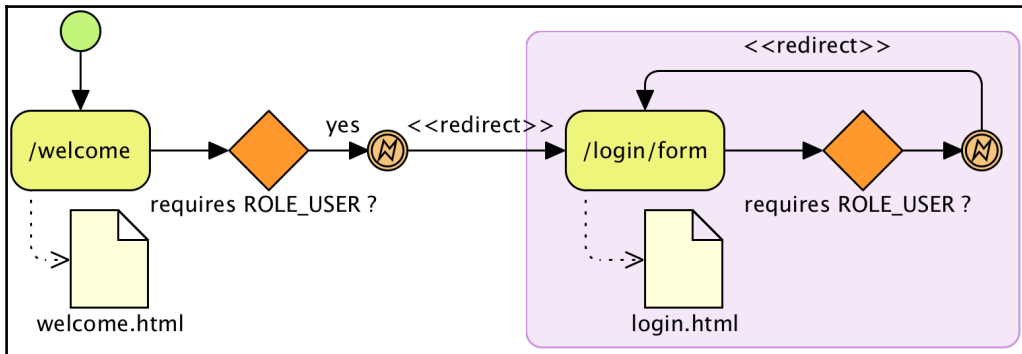 <<redirect>>
yes
<<redirect>>
/welcome
/login/form
requires ROLE_USER ?
requires ROLE_USER ?
welcome.html
login.html